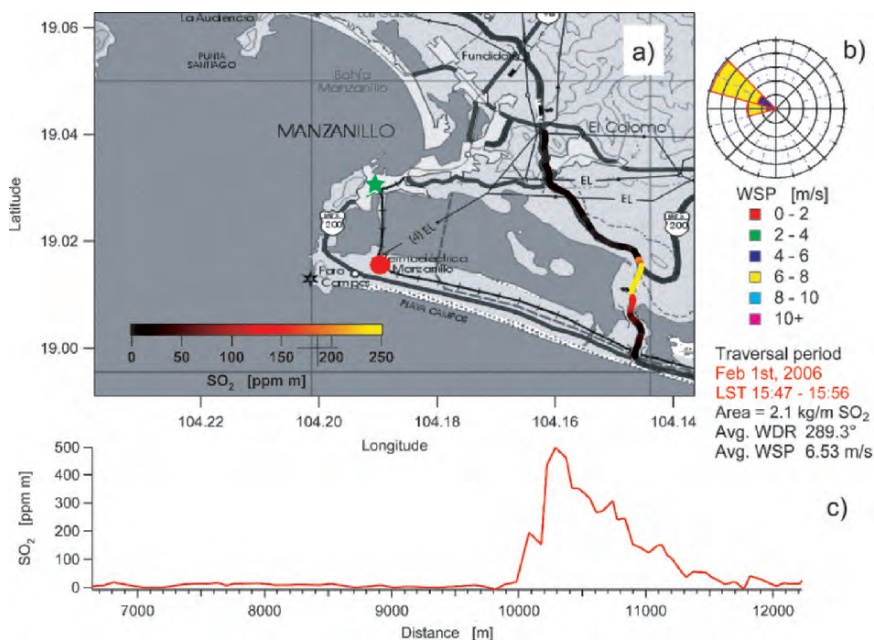 19.06
19.04
19.02
19.00
Latitude
La Audiencia
PUNTA
SANTIAGO
Bahía
Manzanillo
Fundidora
a)
MANZANILLO
El Colomo
EL
EL
200
200
(4) EL
Termoeléctrica
Manzanillo
Faro
Campos
PLAYA CAMPOS
0 50 100 150 200 250
SO2 [ppm m]
104.22 104.20 104.18 104.16 104.14
Longitude
b)
WSP [m/s]
0 - 2
2 - 4
4 - 6
6 - 8
8 - 10
10+
Traversal period
Feb 1st, 2006
LST 15:47 - 15:56
Area = 2.1 kg/m SO2
Avg. WDR 289.3°
Avg. WSP 6.53 m/s
500
400
300
200
100
0
SO2 [ppm m]
c)
7000 8000 9000 10000 11000 12000
Distance [m]